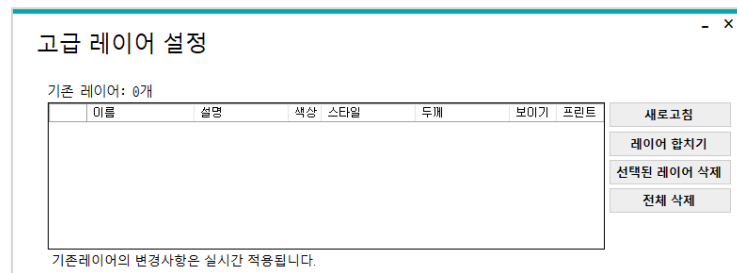 고급 레이어 설정
기존 레이어: 0개
이름 설명 색상 스타일 두께 보이기 프린트
새로고침
레이어 합치기
선택된 레이어 삭제
전체 삭제
기존레이어의 변경사항은 실시간 적용됩니다.